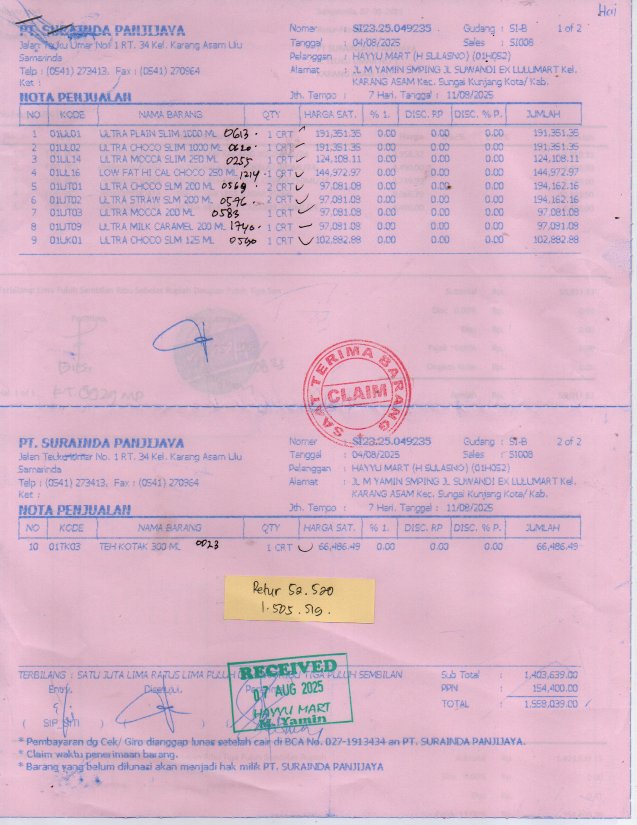 Hai
PT. SURAINDA PANJIJAYA
Jalan Teuku Umar No. 1 RT. 34 Kel. Karang Asam Ulu
Samarinda
Telp : (0541) 273413, Fax : (0541) 270964
Ket :
NOTA PENJUALAN
Nomer : SI23.25.049235 Gudang : SI-B 1 of 2
Tanggal : 04/08/2025 Sales : SI008
Pelanggan : HAYYU MART (H SULASNO) (01H052)
Alamat : JL M YAMIN SMPING JL SUWANDI EX LULUMART Kel.
KARANG ASAM Kec. Sungai Kunjang Kota/ Kab.
Jth. Tempo : 7 Hari. Tanggal : 11/08/2025
NO KODE NAMA BARANG QTY HARGA SAT. % 1. DISC. RP DISC. % P. JUMLAH
1 01UL01 ULTRA PLAIN SLIM 1000 ML 0613 1 CRT 191,351.35 0.00 0.00 0.00 191,351.35
2 01UL02 ULTRA CHOCO SLIM 1000 ML 0620 1 CRT 191,351.35 0.00 0.00 0.00 191,351.35
3 01UL14 ULTRA MOCCA SLIM 250 ML 0255 1 CRT 124,108.11 0.00 0.00 0.00 124,108.11
4 01UL16 LOW FAT HI CAL CHOCO 250 ML 1214 1 CRT 144,972.97 0.00 0.00 0.00 144,972.97
5 01UT01 ULTRA CHOCO SLM 200 ML 0569 2 CRT 97,081.08 0.00 0.00 0.00 194,162.16
6 01UT02 ULTRA STRAW SLM 200 ML 0576 2 CRT 97,081.08 0.00 0.00 0.00 194,162.16
7 01UT03 ULTRA MOCCA 200 ML 0583 1 CRT 97,081.08 0.00 0.00 0.00 97,081.08
8 01UT09 ULTRA MILK CARAMEL 200 ML 1740 1 CRT 97,081.08 0.00 0.00 0.00 97,081.08
9 01UK01 ULTRA CHOCO SLM 125 ML 0590 1 CRT 102,882.88 0.00 0.00 0.00 102,882.88
SAAT TERIMA BARANG
CLAIM
PT. SURAINDA PANJIJAYA
Jalan Teuku Umar No. 1 RT. 34 Kel. Karang Asam Ulu
Samarinda
Telp : (0541) 273413, Fax : (0541) 270964
Ket :
NOTA PENJUALAN
Nomer : SI23.25.049235 Gudang : SI-B 2 of 2
Tanggal : 04/08/2025 Sales : SI008
Pelanggan : HAYYU MART (H SULASNO) (01H052)
Alamat : JL M YAMIN SMPING JL SUWANDI EX LULUMART Kel.
KARANG ASAM Kec. Sungai Kunjang Kota/ Kab.
Jth. Tempo : 7 Hari. Tanggal : 11/08/2025
NO KODE NAMA BARANG QTY HARGA SAT. % 1. DISC. RP DISC. % P. JUMLAH
10 01TK03 TEH KOTAK 300 ML 0023 1 CRT 66,486.49 0.00 0.00 0.00 66,486.49
Retur 52.520
1.505.519
TERBILANG : SATU JUTA LIMA RATUS LIMA PULUH TIGA PULUH SEMBILAN
Sub Total : 1,403,639.00
PPN : 154,400.00
TOTAL : 1,558,039.00
Entry, Disetujui,
( SIP_SITI )
RECEIVED
07 AUG 2025
HAYYU MART
M. Yamin
* Pembayaran dg Cek/ Giro dianggap lunas setelah cair di BCA No. 027-1913434 an PT. SURAINDA PANJIJAYA.
* Claim waktu penerimaan barang.
* Barang yang belum dilunasi akan menjadi hak milik PT. SURAINDA PANJIJAYA